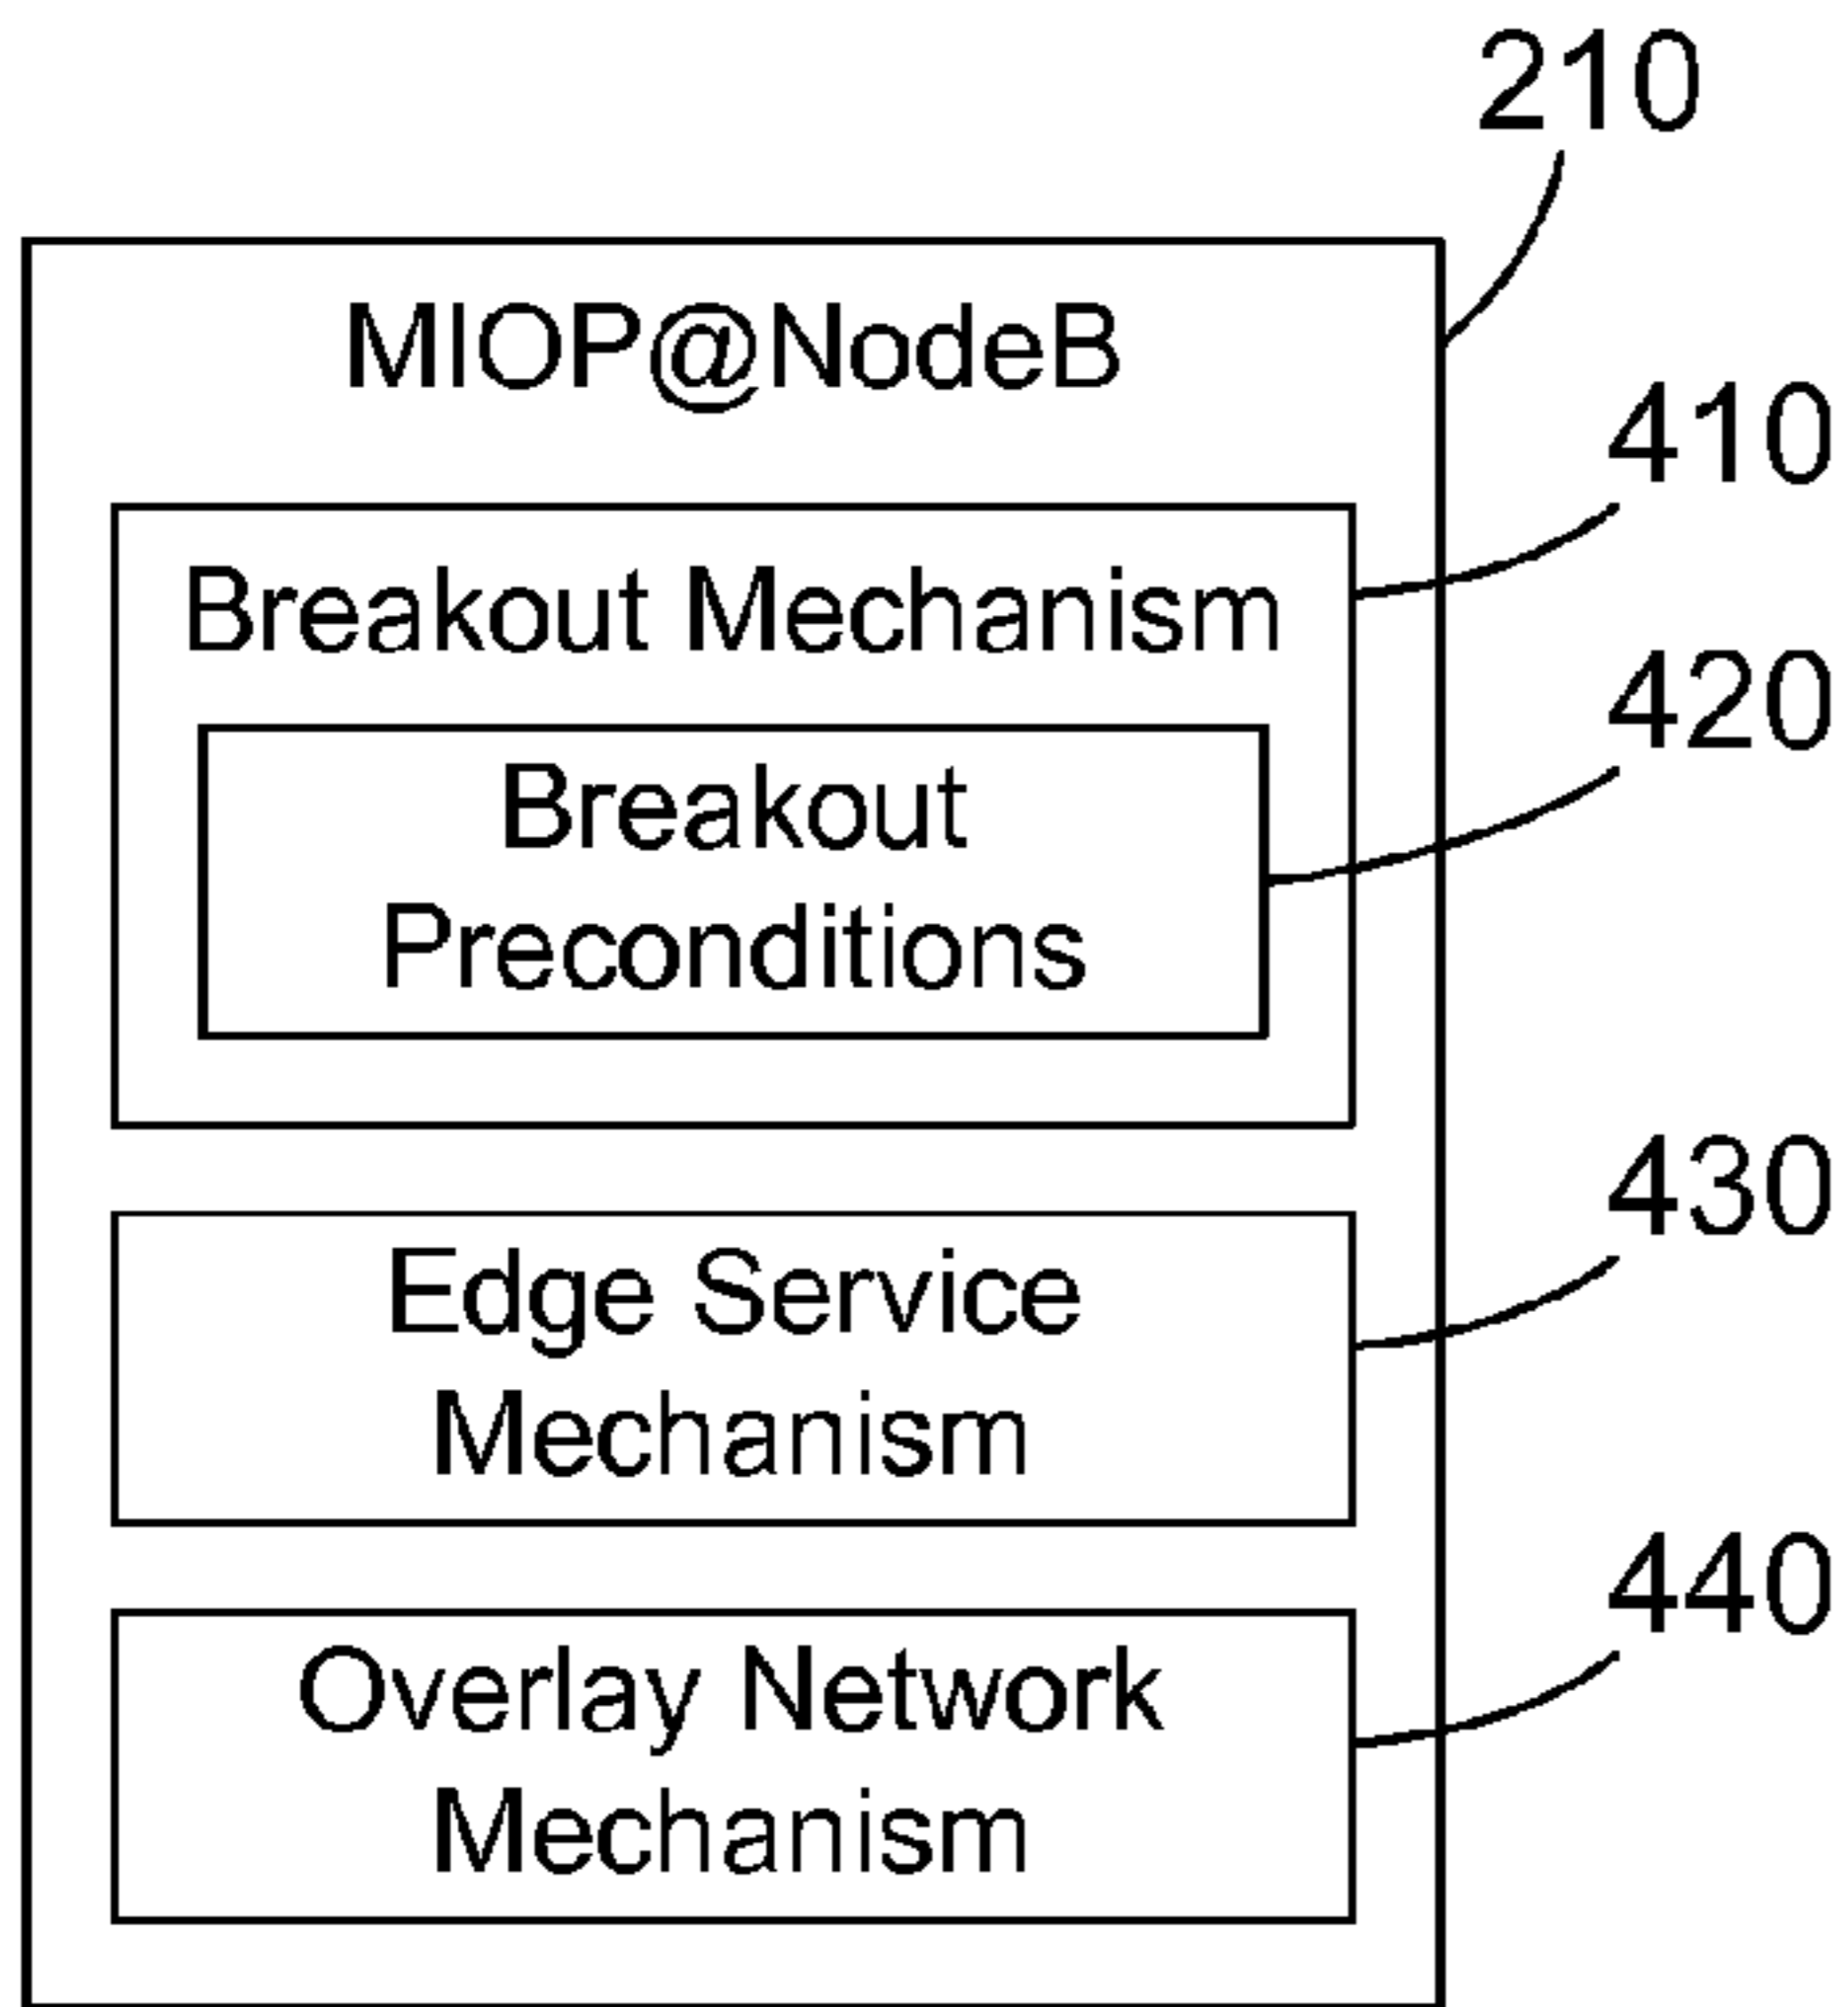 210
MIOP@NodeB
410
Breakout Mechanism
420
Breakout
Preconditions
430
Edge Service
Mechanism
440
Overlay Network
Mechanism